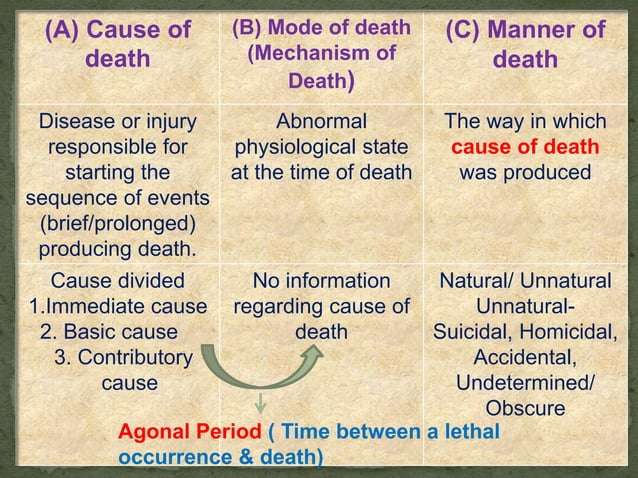 (A) Cause of
death
(B) Mode of death
(Mechanism of
Death)
(C) Manner of
death
Disease or injury
responsible for
starting the
sequence of events
(brief/prolonged)
producing death.
Abnormal
physiological state
at the time of death
The way in which
cause of death
was produced
Cause divided
1.Immediate cause
2. Basic cause
3. Contributory
cause
No information
regarding cause of
death
Natural/ Unnatural
Unnatural-
Suicidal, Homicidal,
Accidental,
Undetermined/
Obscure
Agonal Period ( Time between a lethal
occurrence & death)